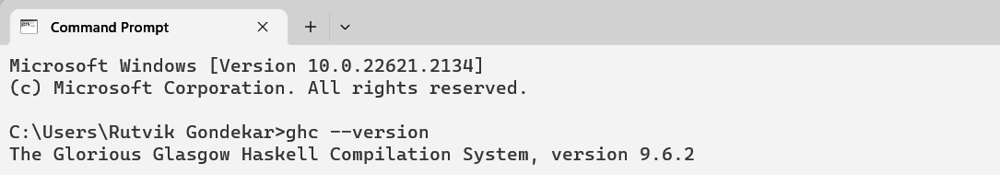 Command Prompt
Microsoft Windows [Version 10.0.22621.2134]
(c) Microsoft Corporation. All rights reserved.
C:\Users\Rutvik Gondekar>ghc --version
The Glorious Glasgow Haskell Compilation System, version 9.6.2